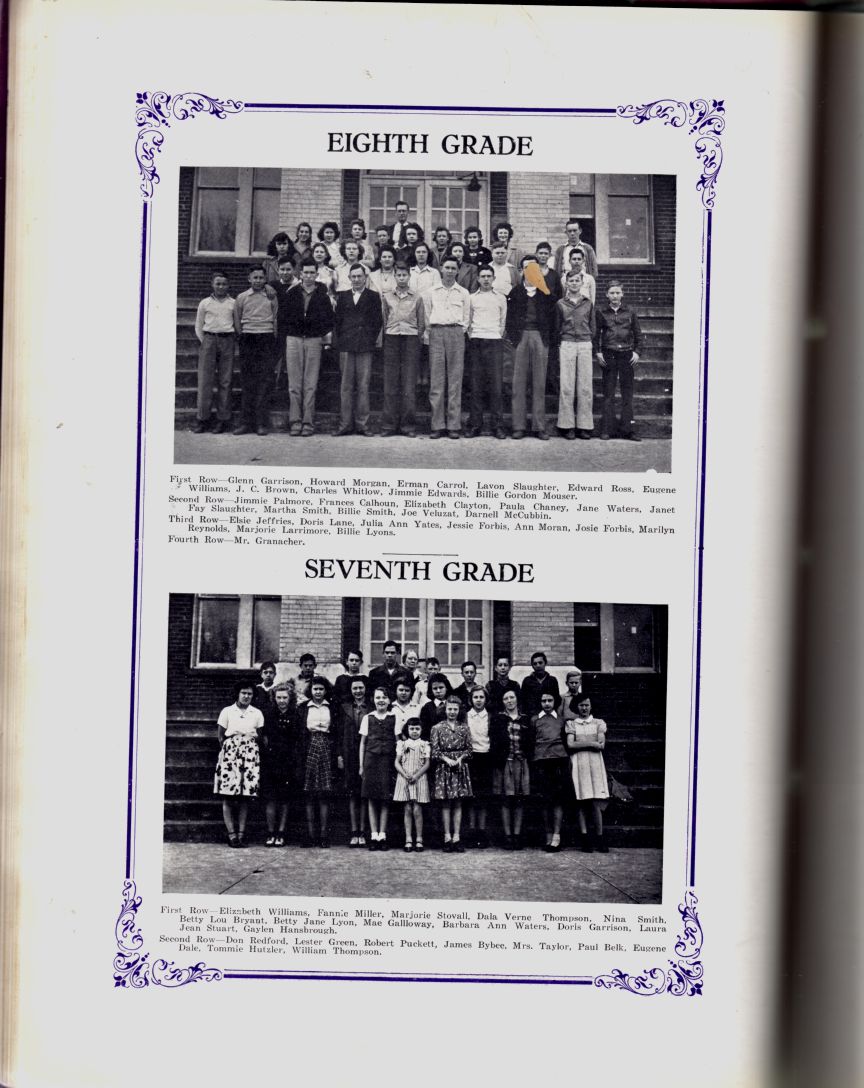 EIGHTH GRADE
First Row—Glenn Garrison, Howard Morgan, Erman Carrol, Lavon Slaughter, Edward Ross, Eugene
Williams, J. C. Brown, Charles Whitlow, Jimmie Edwards, Billie Gordon Mouser.
Second Row—Jimmie Palmore, Frances Calhoun, Elizabeth Clayton, Paula Chaney, Jane Waters, Janet
Fay Slaughter, Martha Smith, Billie Smith, Joe Veluzat, Darnell McCubbin.
Third Row—Elsie Jeffries, Doris Lane, Julia Ann Yates, Jessie Forbis, Ann Moran, Josie Forbis, Marilyn
Reynolds, Marjorie Larrimore, Billie Lyons.
Fourth Row—Mr. Granacher.
SEVENTH GRADE
First Row—Elizabeth Williams, Fannie Miller, Marjorie Stovall, Dala Verne Thompson, Nina Smith,
Betty Lou Bryant, Betty Jane Lyon, Mae Gallloway, Barbara Ann Waters, Doris Garrison, Laura
Jean Stuart, Gaylen Hansbrough.
Second Row—Don Redford, Lester Green, Robert Puckett, James Bybee, Mrs. Taylor, Paul Belk, Eugene
Dale, Tommie Hutzler, William Thompson.